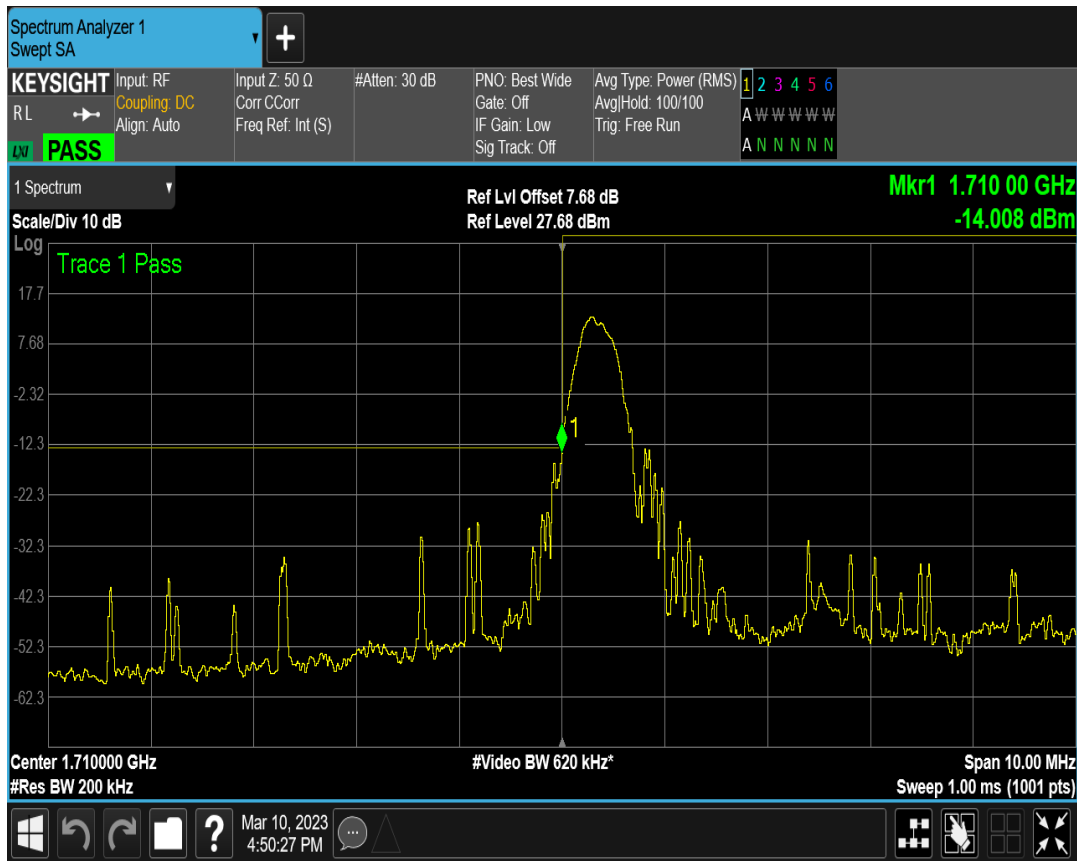 Spectrum Analyzer 1
Swept SA
+
KEYSIGHT
R L
LXI PASS
Input: RF
Coupling: DC
Align: Auto
Input Z: 50 Ω
Corr CCorr
Freq Ref: Int (S)
#Atten: 30 dB
PNO: Best Wide
Gate: Off
IF Gain: Low
Sig Track: Off
Avg Type: Power (RMS)
Avg|Hold: 100/100
Trig: Free Run
1 2 3 4 5 6
A W W W W W
A N N N N N
1 Spectrum
Scale/Div 10 dB
Ref Lvl Offset 7.68 dB
Ref Level 27.68 dBm
Mkr1 1.710 00 GHz
-14.008 dBm
Log
Trace 1 Pass
17.7
7.68
-2.32
1
-12.3
-22.3
-32.3
-42.3
-52.3
-62.3
Center 1.710000 GHz
#Video BW 620 kHz*
Span 10.00 MHz
#Res BW 200 kHz
Sweep 1.00 ms (1001 pts)
?
Mar 10, 2023
4:50:27 PM